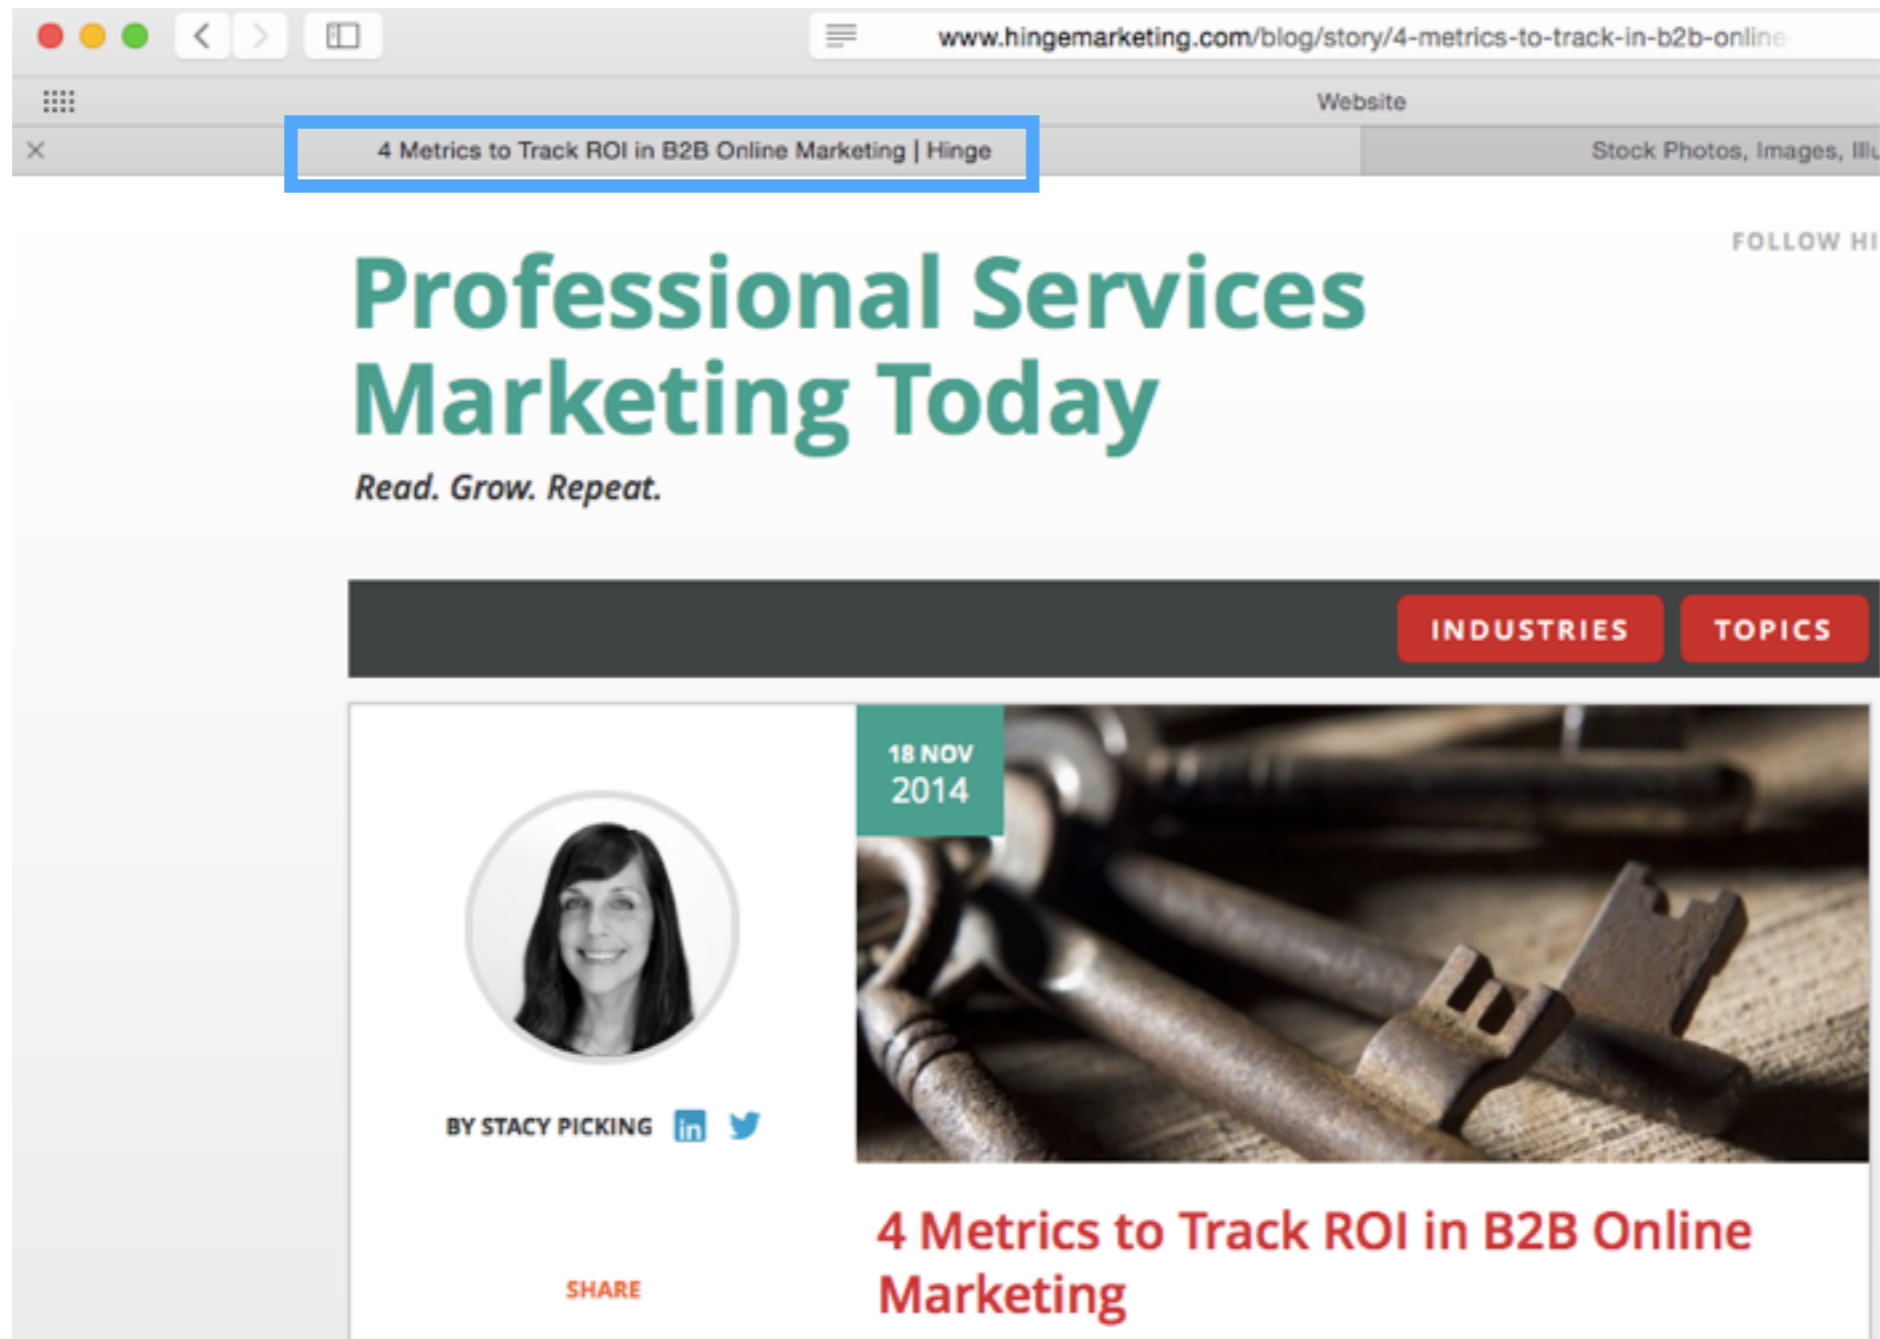 www.hingemarketing.com/blog/story/4-metrics-to-track-in-b2b-online
Website
4 Metrics to Track ROI in B2B Online Marketing | Hinge
Stock Photos, Images, Illu
FOLLOW HI
Professional Services
Marketing Today
Read. Grow. Repeat.
INDUSTRIES TOPICS
18 NOV
2014
BY STACY PICKING in
4 Metrics to Track ROI in B2B Online
Marketing
SHARE